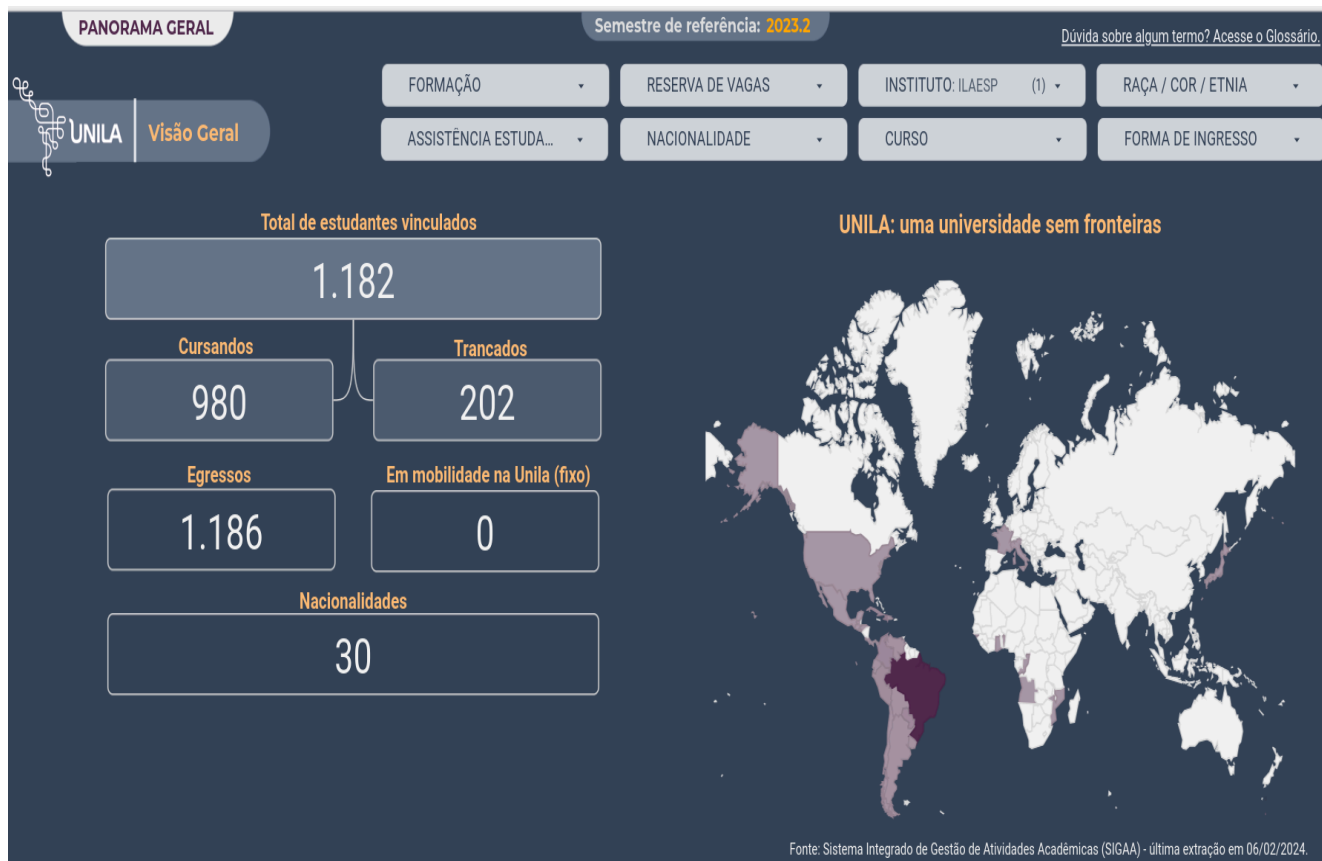 PANORAMA GERAL
Semestre de referência: 2023.2
Dúvida sobre algum termo? Acesse o Glossário.
FORMAÇÃO
RESERVA DE VAGAS
INSTITUTO: ILAESP (1)
RAÇA / COR / ETNIA
UNILA
Visão Geral
ASSISTÊNCIA ESTUDA...
NACIONALIDADE
CURSO
FORMA DE INGRESSO
Total de estudantes vinculados
1.182
Cursandos
980
Trancados
202
Egressos
1.186
Em mobilidade na Unila (fixo)
0
Nacionalidades
30
UNILA: uma universidade sem fronteiras
Fonte: Sistema Integrado de Gestão de Atividades Acadêmicas (SIGAA) - última extração em 06/02/2024.